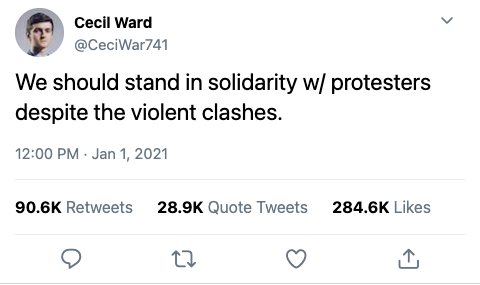 Cecil Ward
@CeciWar741
We should stand in solidarity w/ protesters
despite the violent clashes.
12:00 PM · Jan 1, 2021
90.6K Retweets 28.9K Quote Tweets 284.6K Likes